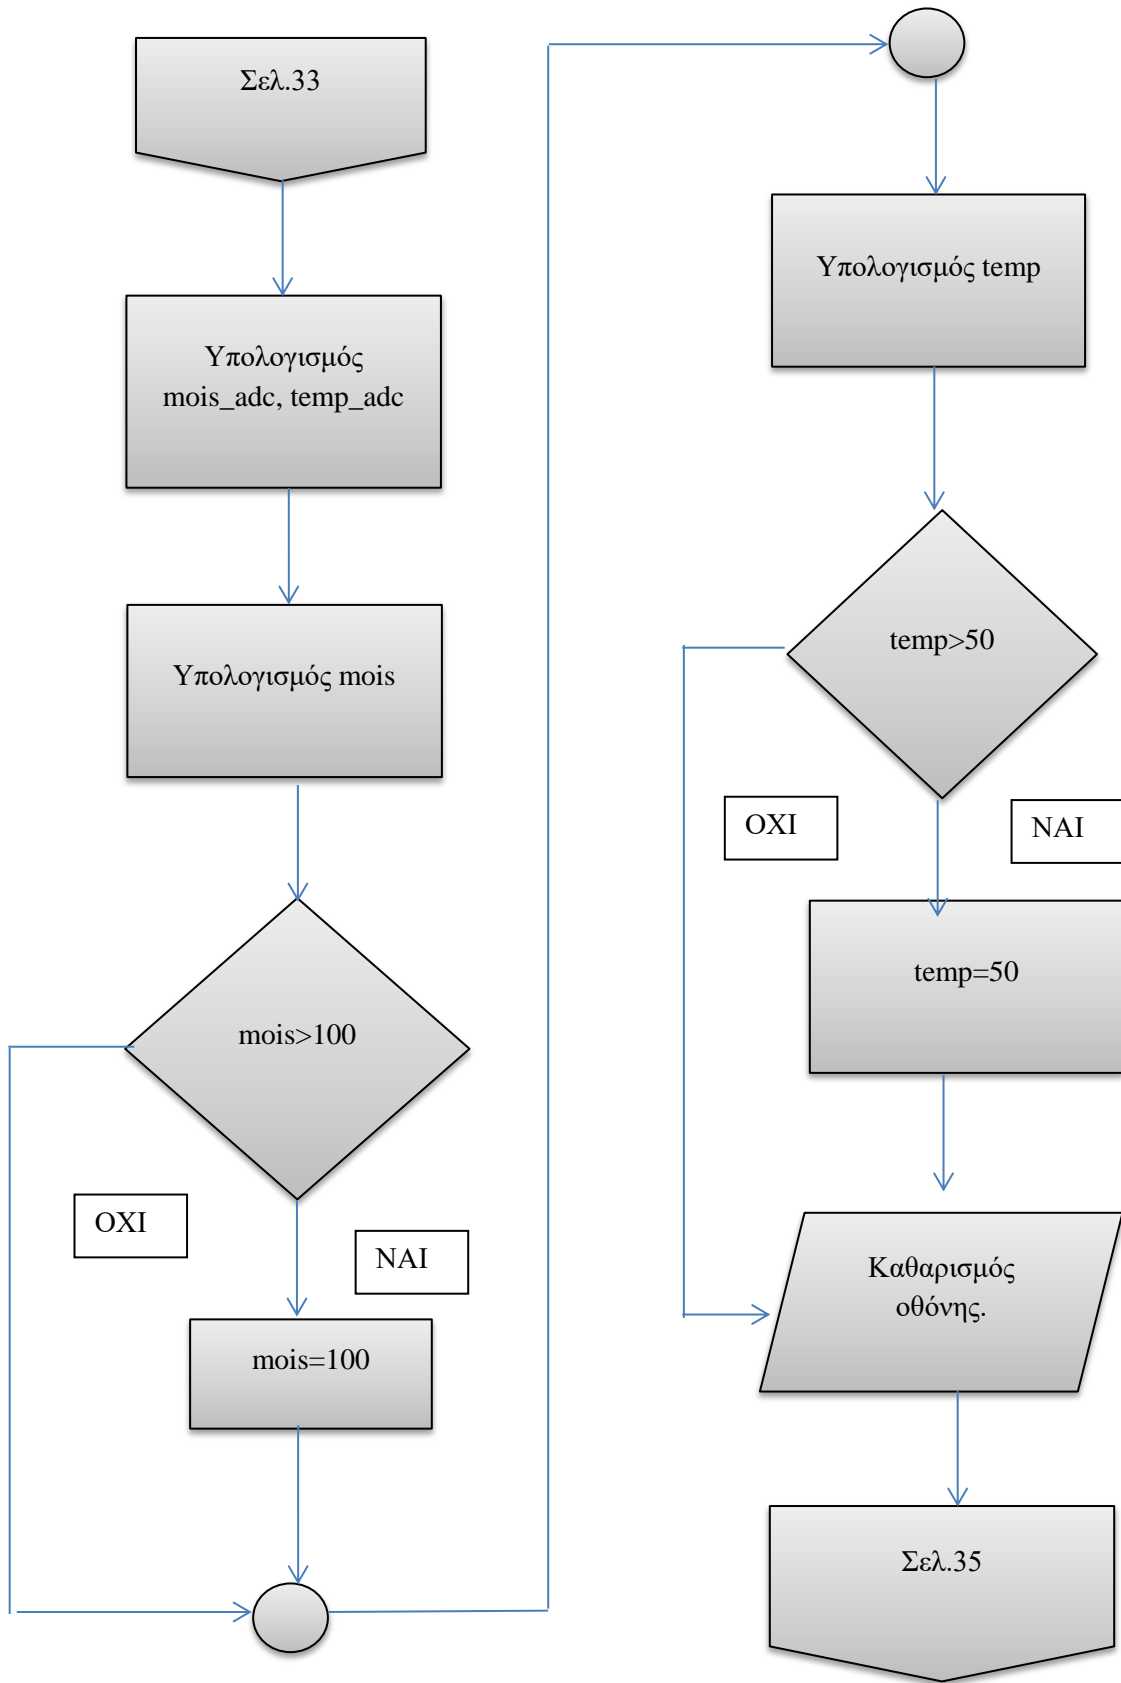 Σελ.33
Υπολογισμός
mois_adc, temp_adc
Υπολογισμός mois
mois>100
ΟΧΙ
ΝΑΙ
mois=100
Υπολογισμός temp
temp>50
ΟΧΙ
ΝΑΙ
temp=50
Καθαρισμός
οθόνης.
Σελ.35